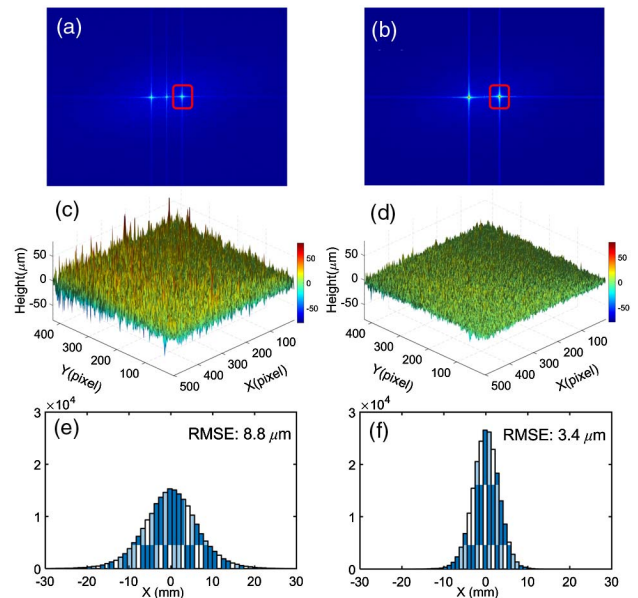 (a)
(b)
(c)
(d)
Height(μm)
50
0
-50
400
300
200
100
Y(pixel)
500
400
300
200
100
X(pixel)
50
0
-50
Height(μm)
50
0
-50
400
300
200
100
Y(pixel)
500
400
300
200
100
X(pixel)
50
0
-50
×10⁴
3
2
1
0
(e)
RMSE: 8.8 μm
-30 -20 -10 0 10 20 30
X (mm)
×10⁴
3
2
1
0
(f)
RMSE: 3.4 μm
-30 -20 -10 0 10 20 30
X (mm)